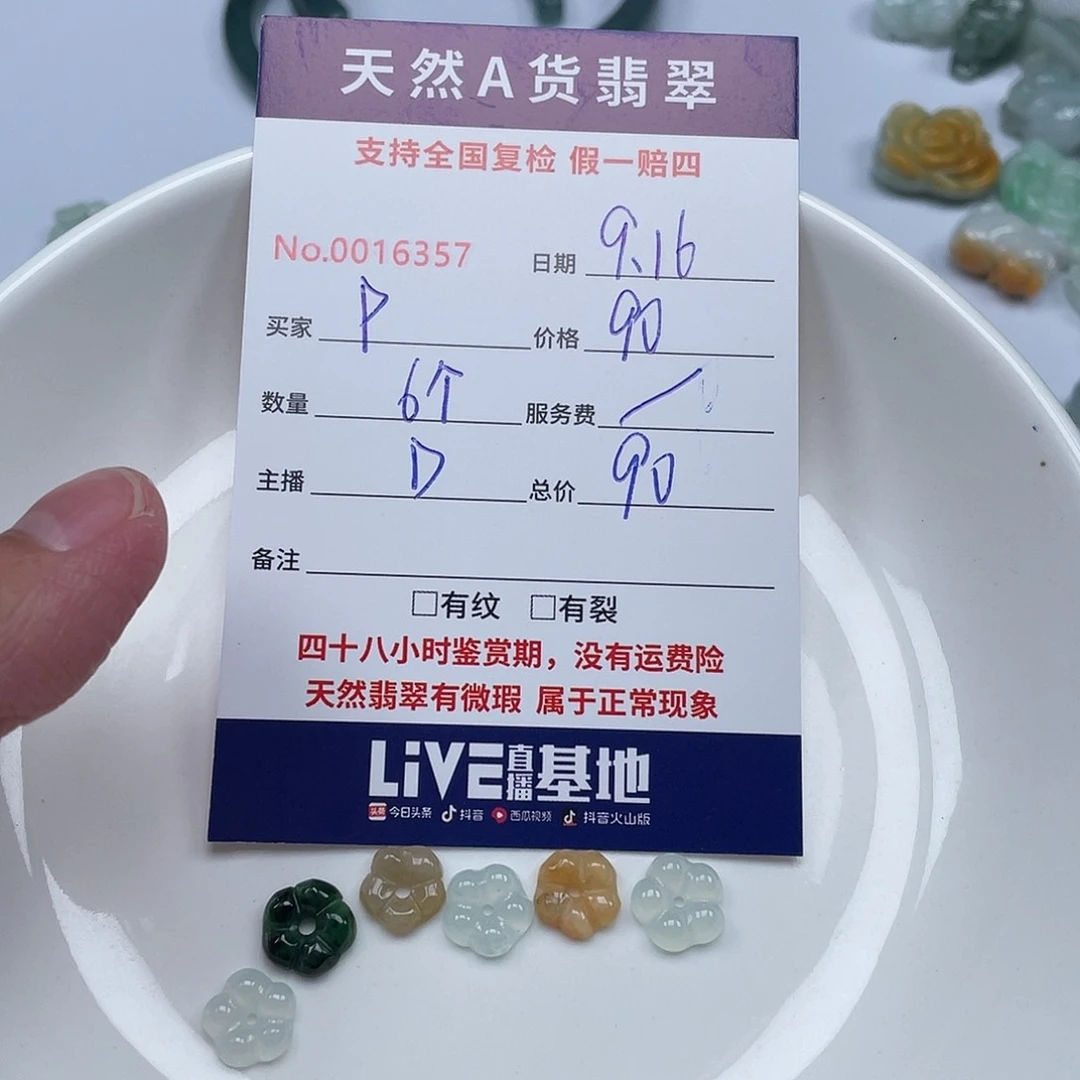 天然A货翡翠
支持全国复检 假一赔四
No.0016357 日期 9.16
买家 P 价格 90
数量 6个 服务费 /
主播 D 总价 90
备注
□有纹 □有裂
四十八小时鉴赏期，没有运费险
天然翡翠有微瑕 属于正常现象
LiVE直播基地
头条 今日头条 抖音 西瓜视频 抖音火山版